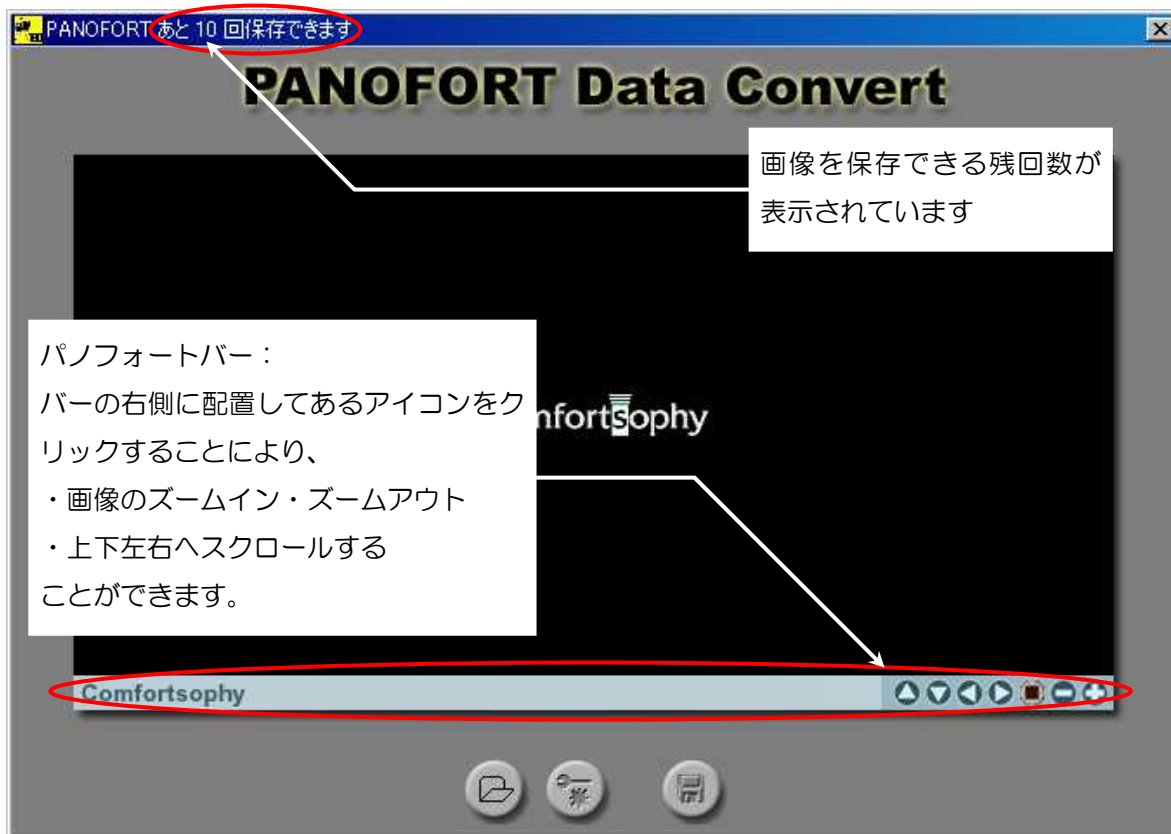 PANOFORT あと 10 回保存できます
PANOFORT Data Convert
画像を保存できる残回数が
表示されています
パノフォートバー：
バーの右側に配置してあるアイコンをク
リックすることにより、
・画像のズームイン・ズームアウト
・上下左右へスクロールする
ことができます。
nfortsophy
Comfortsophy